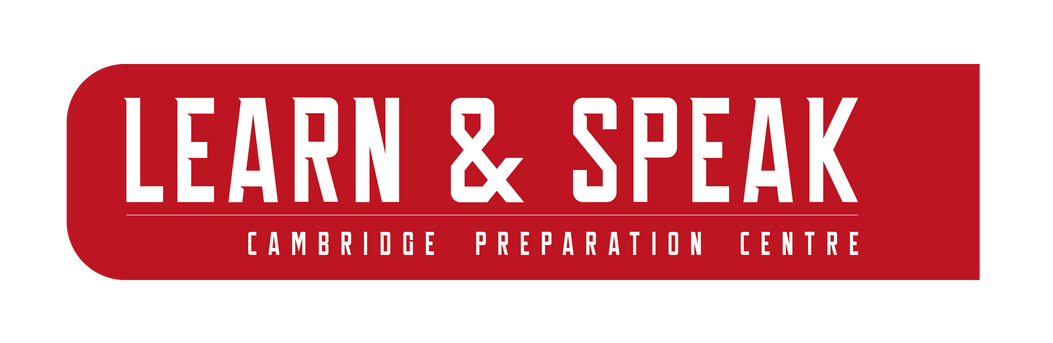 LEARN & SPEAK
CAMBRIDGE PREPARATION CENTRE